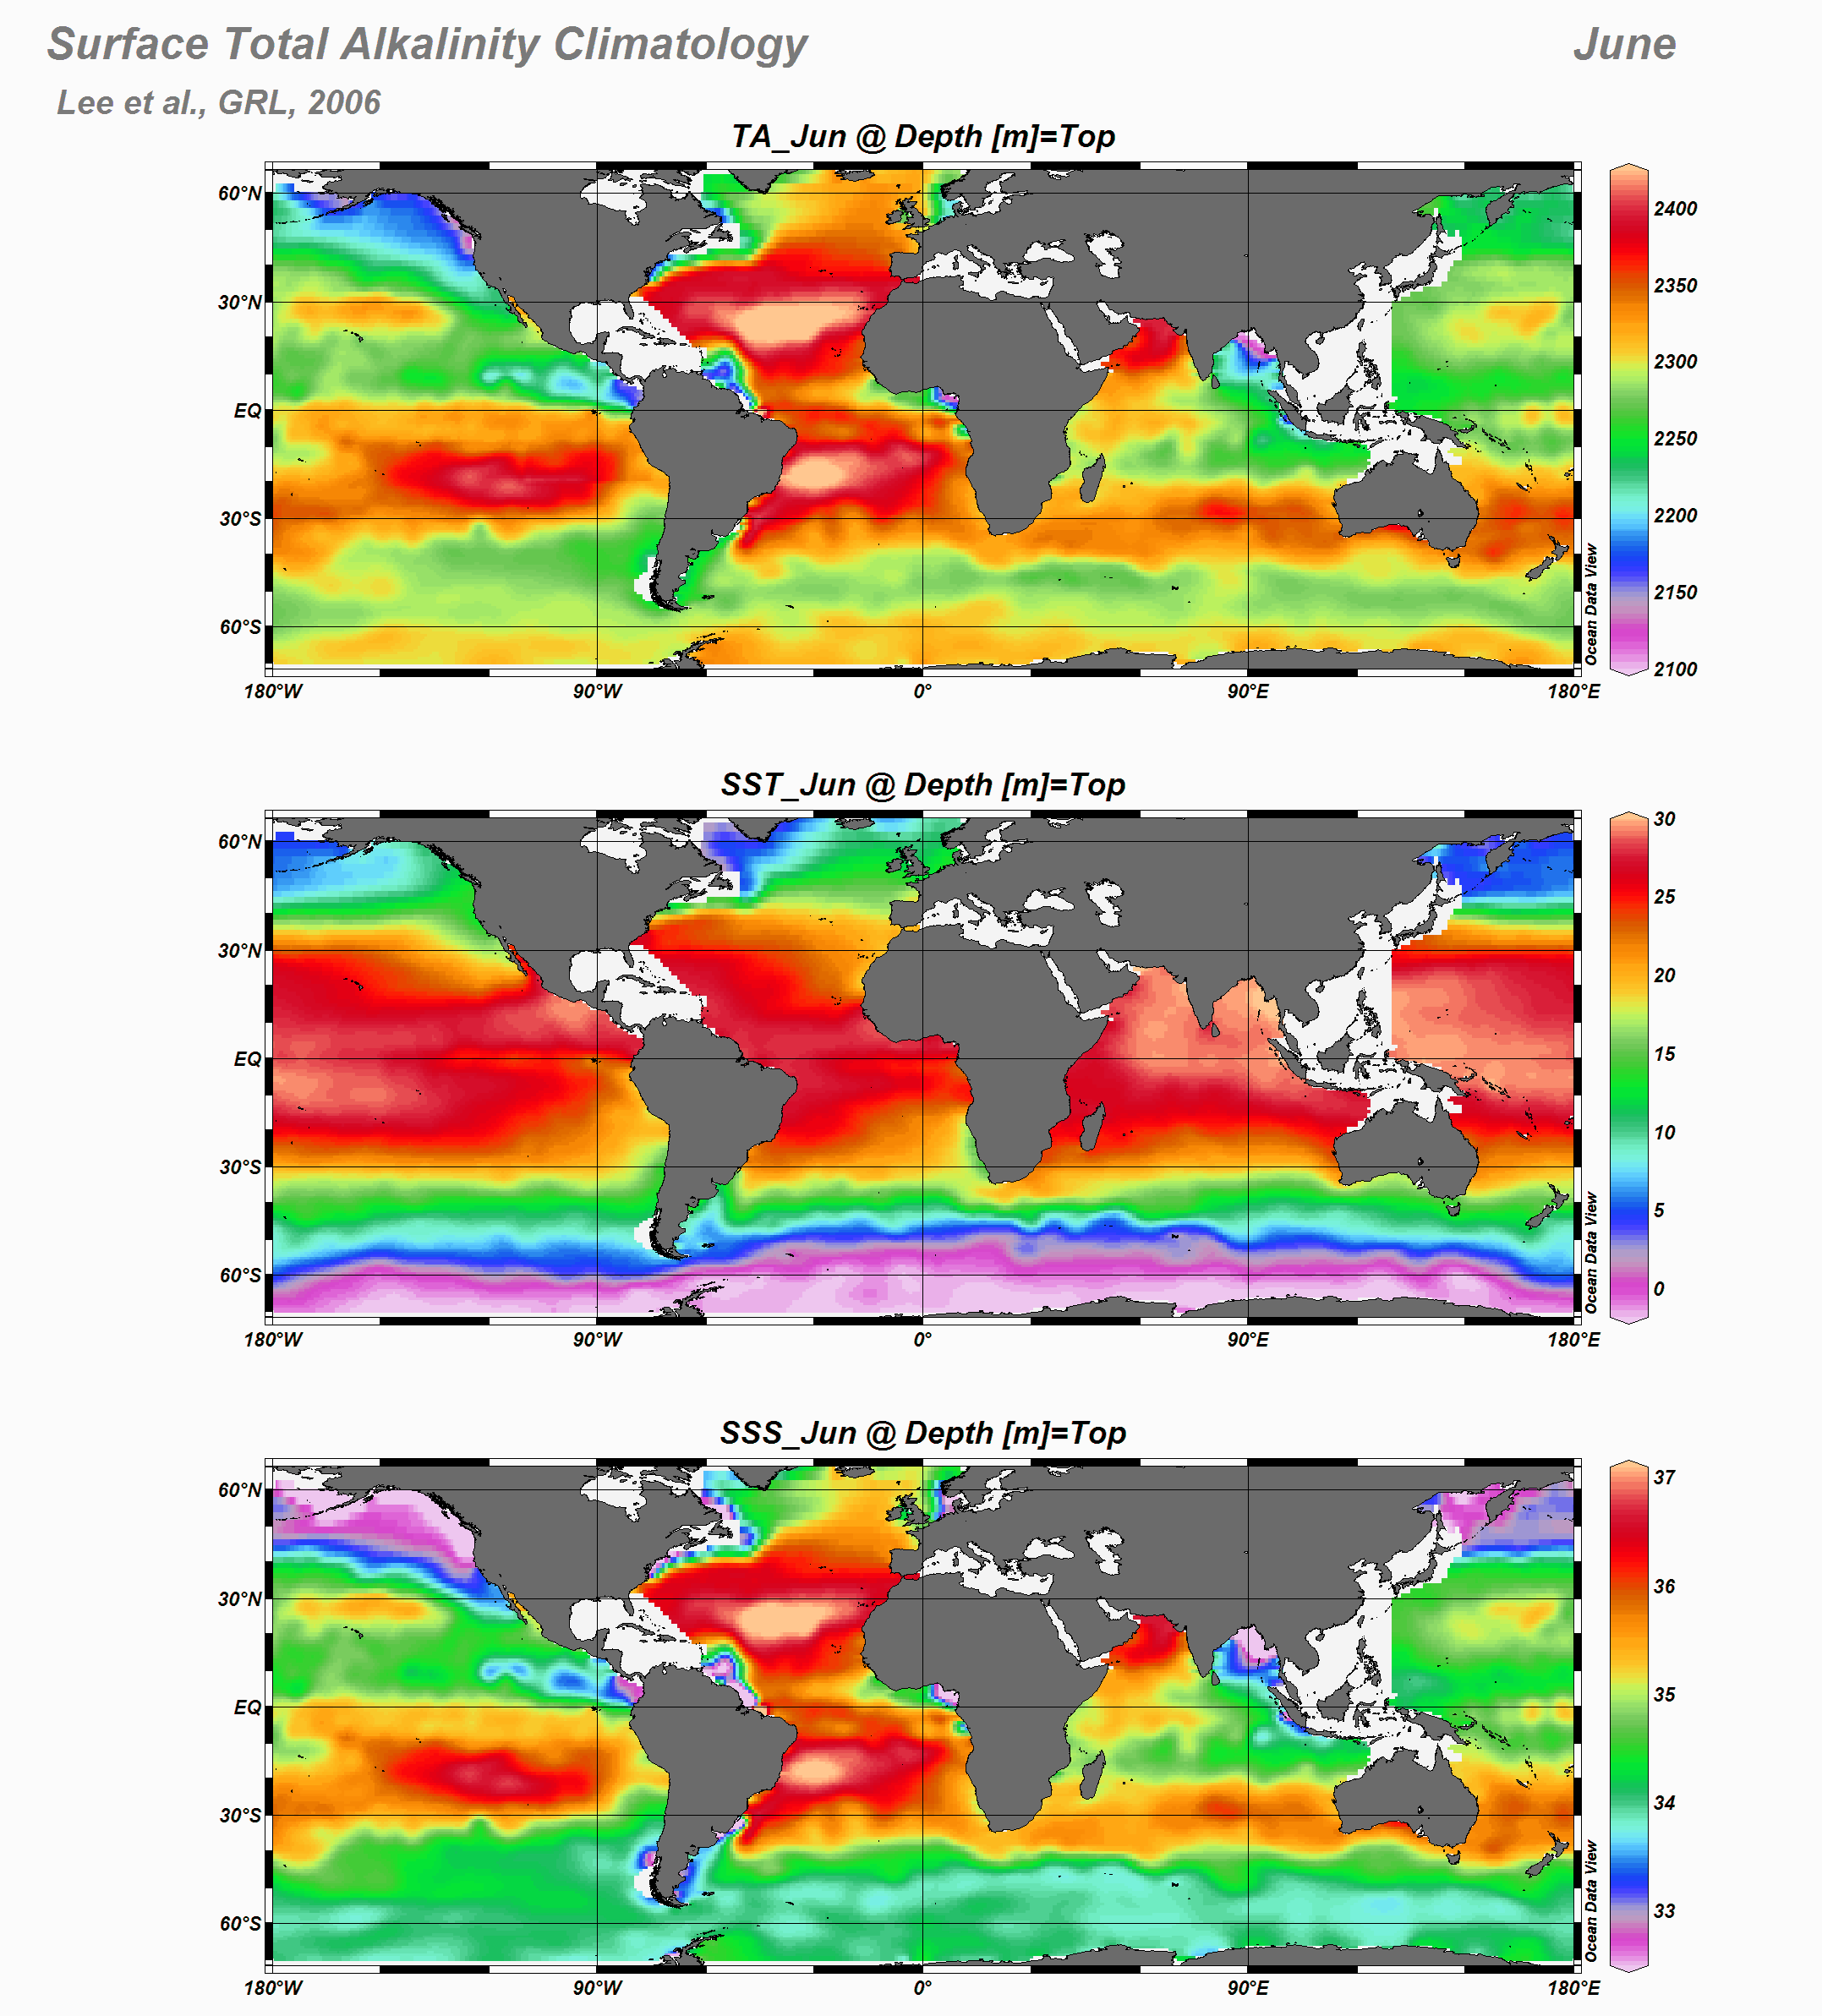 Surface Total Alkalinity Climatology
June
Lee et al., GRL, 2006
TA_Jun @ Depth [m]=Top
60°N
30°N
EQ
30°S
60°S
180°W
90°W
0°
90°E
180°E
Ocean Data View
2400
2350
2300
2250
2200
2150
2100
SST_Jun @ Depth [m]=Top
60°N
30°N
EQ
30°S
60°S
180°W
90°W
0°
90°E
180°E
Ocean Data View
30
25
20
15
10
5
0
SSS_Jun @ Depth [m]=Top
60°N
30°N
EQ
30°S
60°S
180°W
90°W
0°
90°E
180°E
Ocean Data View
37
36
35
34
33